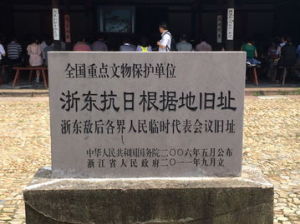 全国重点文物保护单位
浙东抗日根据地旧址
浙东敌后各界人民临时代表会议旧址
中华人民共和国国务院二〇〇六年五月公布
浙江省人民政府二〇一一年九月立